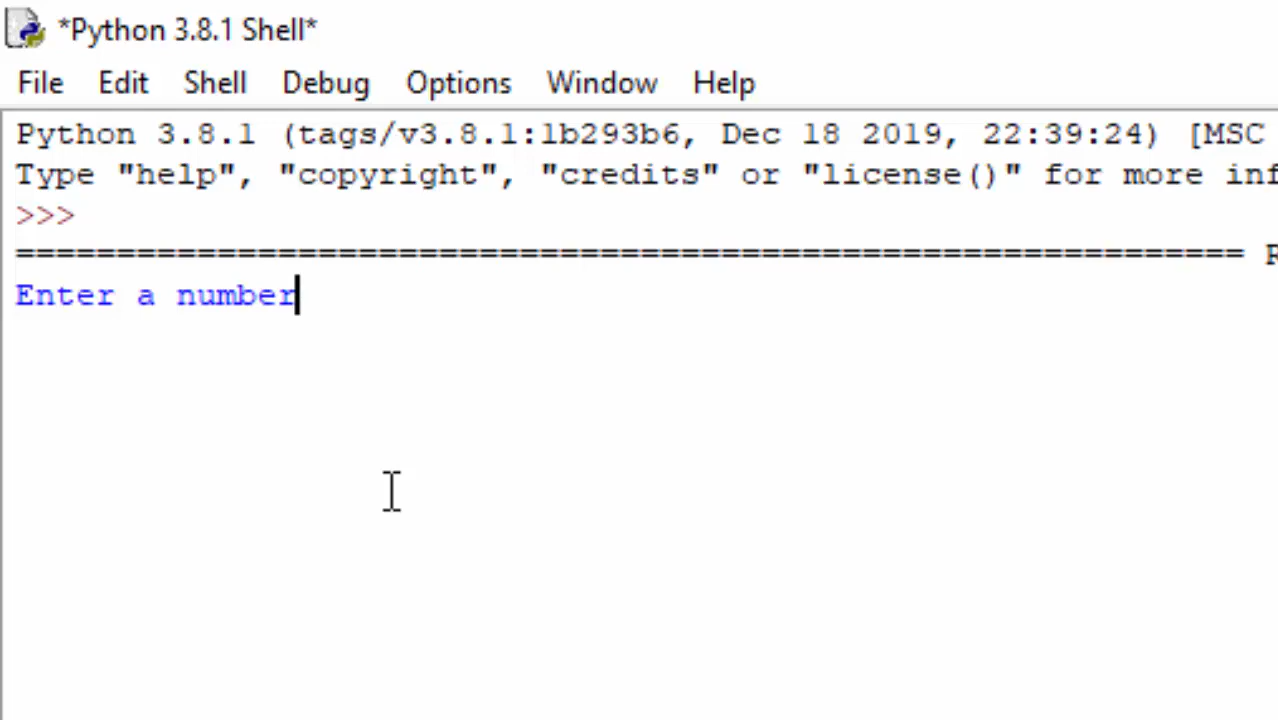 *Python 3.8.1 Shell*
File Edit Shell Debug Options Window Help
Python 3.8.1 (tags/v3.8.1:1b293b6, Dec 18 2019, 22:39:24) [MSC
Type "help", "copyright", "credits" or "license()" for more inf
>>>
============================================================= R
Enter a number